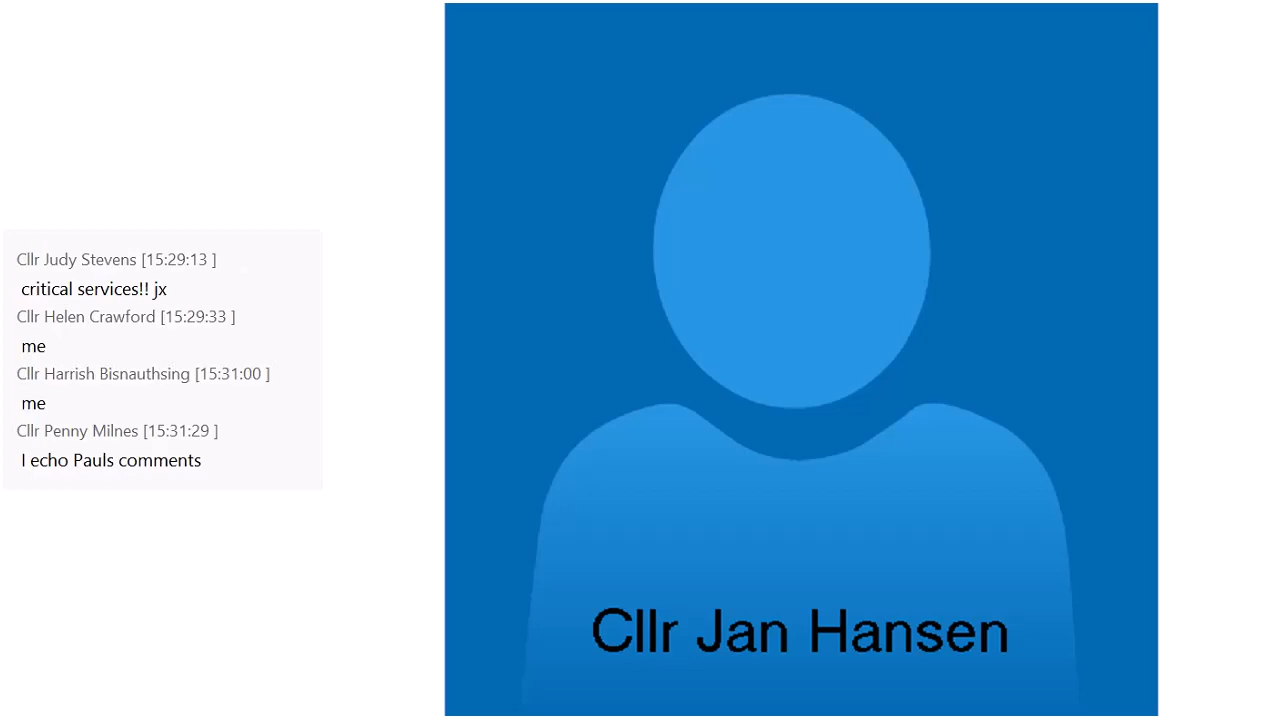 Cllr Judy Stevens [15:29:13 ]
critical services!! jx
Cllr Helen Crawford [15:29:33 ]
me
Cllr Harrish Bisnauthsing [15:31:00 ]
me
Cllr Penny Milnes [15:31:29 ]
I echo Pauls comments
Cllr Jan Hansen